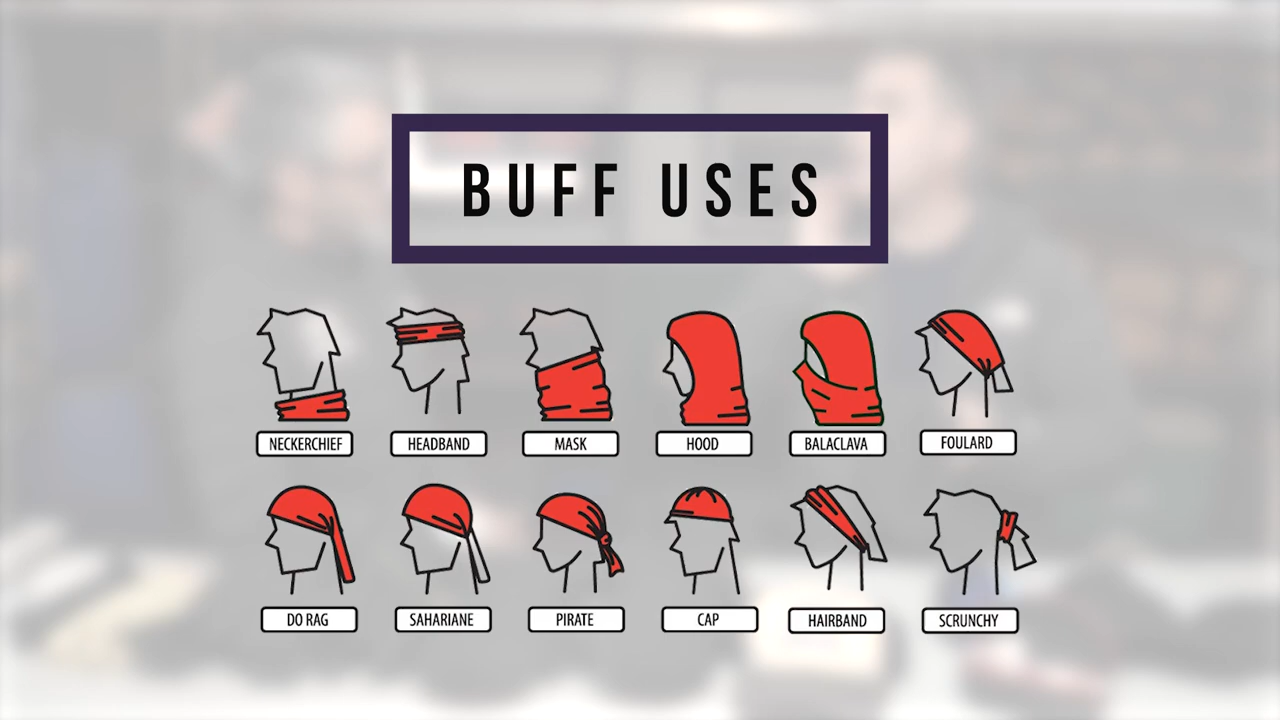 BUFF USES
NECKERCHIEF
HEADBAND
MASK
HOOD
BALACLAVA
FOULARD
DO RAG
SAHARIANE
PIRATE
CAP
HAIRBAND
SCRUNCHY